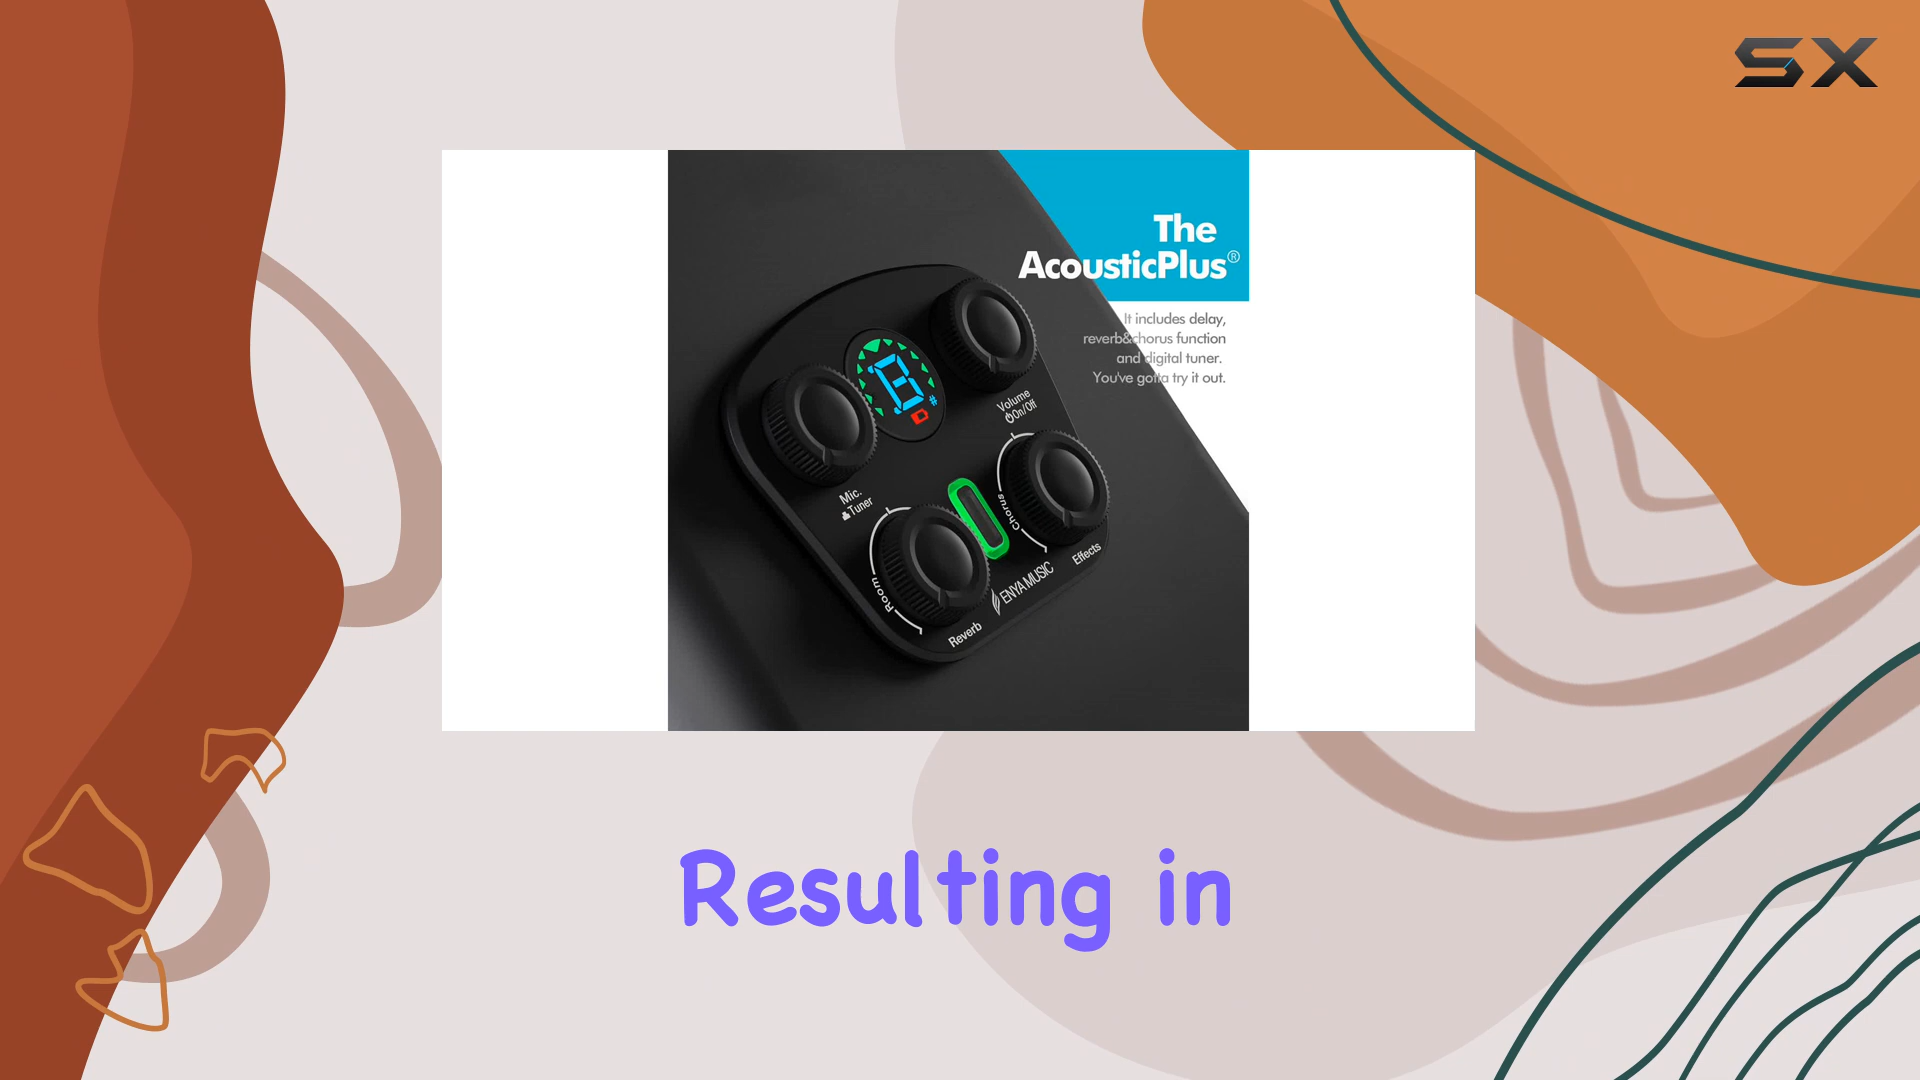 SX
The
AcousticPlus®
It includes delay,
reverb&chorus function
and digital tuner.
You've gotta try it out.
B
#
Volume
On/Off
Mic.
Tuner
Chorus
Effects
Room
ENYA MUSIC
Reverb
Resulting in